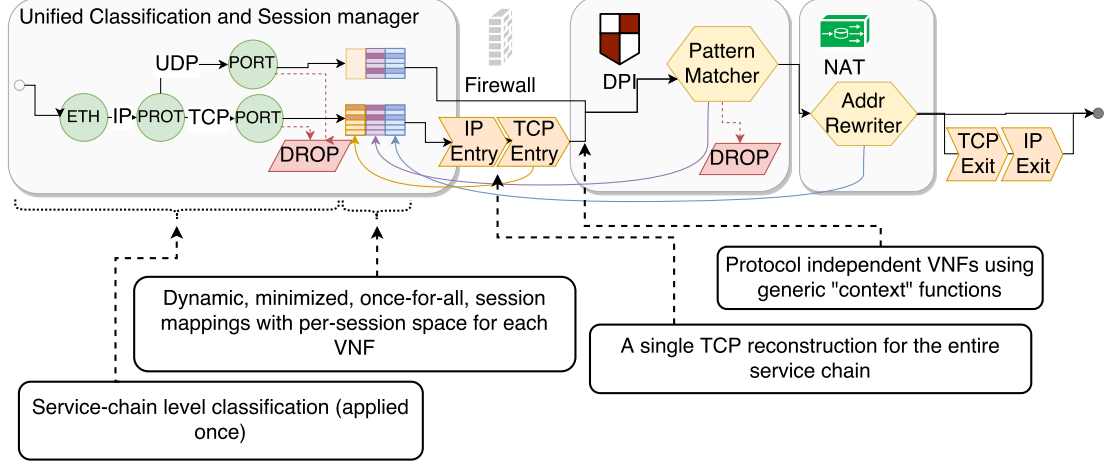 Unified Classification and Session manager
Firewall
DPI
NAT
UDP
PORT
ETH
IP
PROT
TCP
PORT
DROP
IP
Entry
TCP
Entry
Pattern
Matcher
DROP
Addr
Rewriter
TCP
Exit
IP
Exit
Protocol independent VNFs using
generic "context" functions
Dynamic, minimized, once-for-all, session
mappings with per-session space for each
VNF
A single TCP reconstruction for the entire
service chain
Service-chain level classification (applied
once)